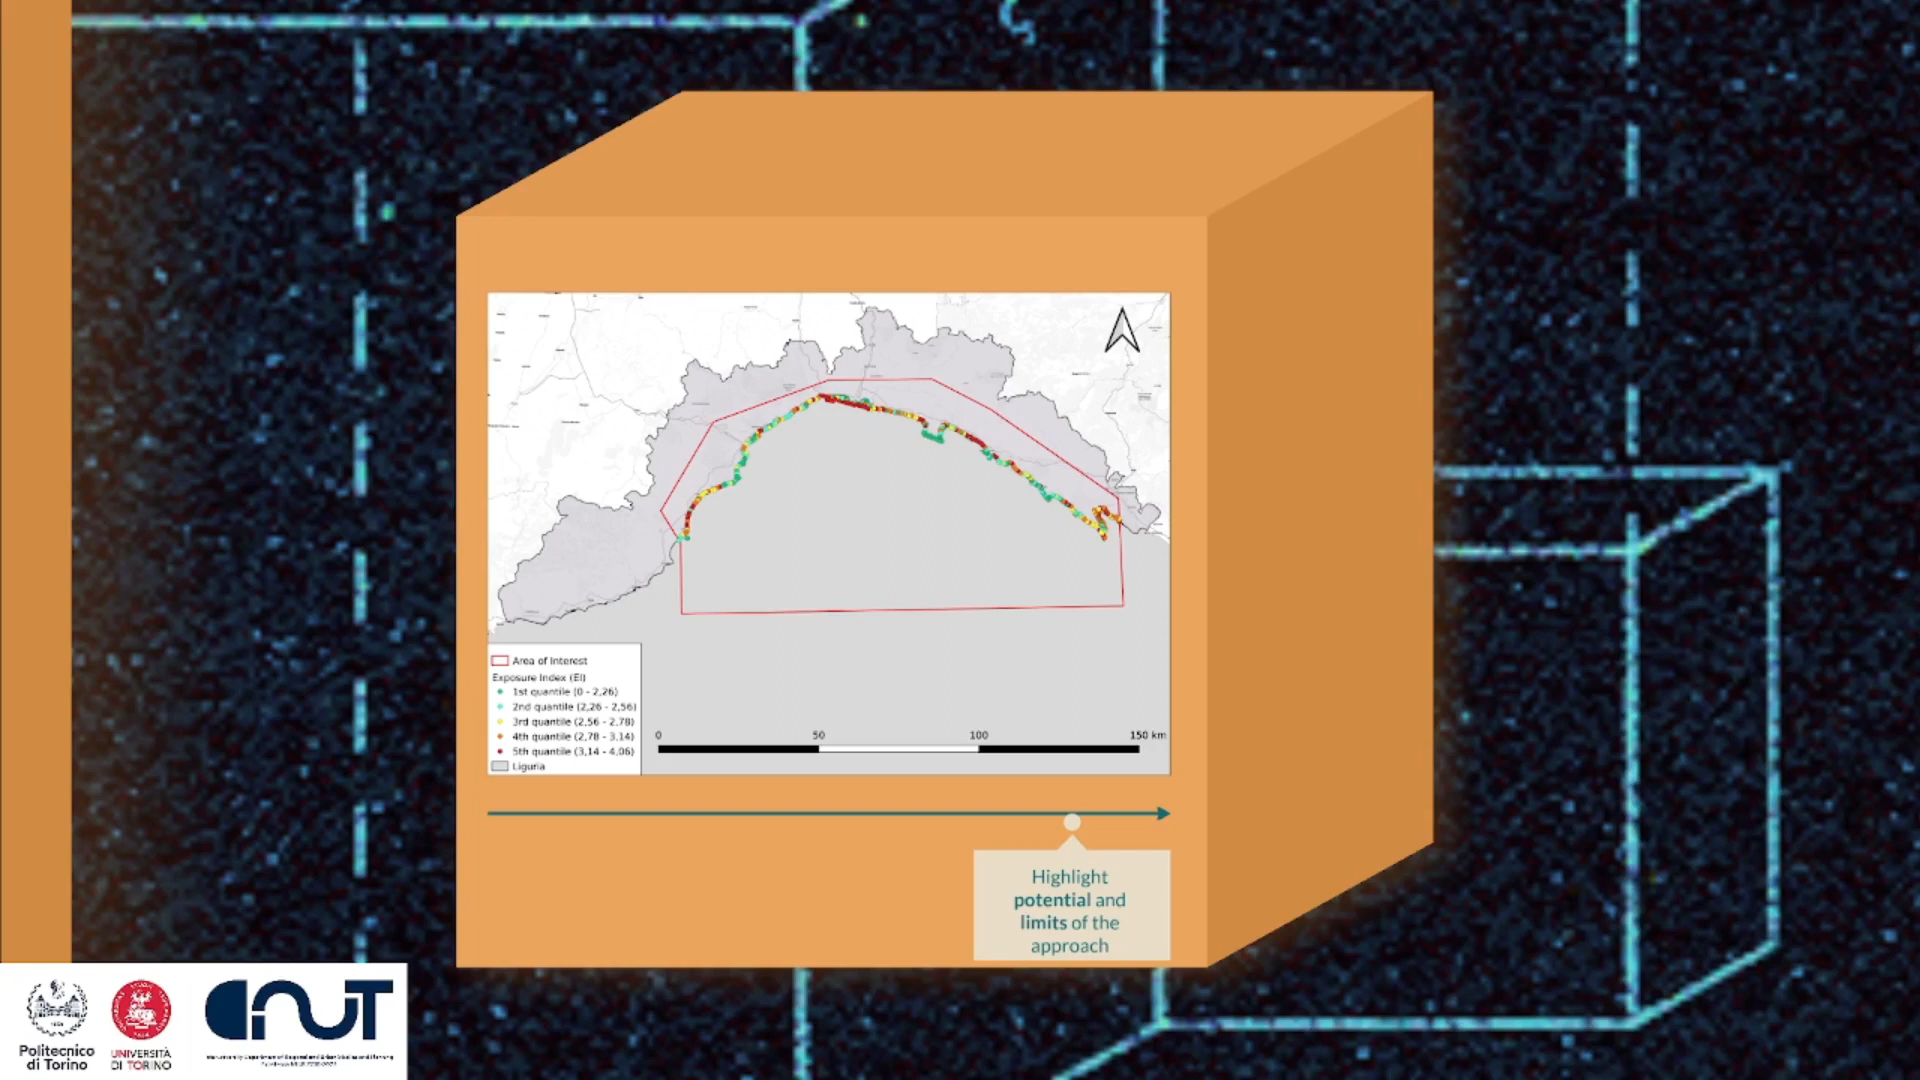 Area of Interest
Exposure Index (EI)
1st quantile (0 - 2,26)
2nd quantile (2,26 - 2,56)
3rd quantile (2,56 - 2,78)
4th quantile (2,78 - 3,14)
5th quantile (3,14 - 4,06)
Liguria
0 50 100 150 km
Highlight
potential and
limits of the
approach
Politecnico
di Torino
UNIVERSITÀ
DI TORINO